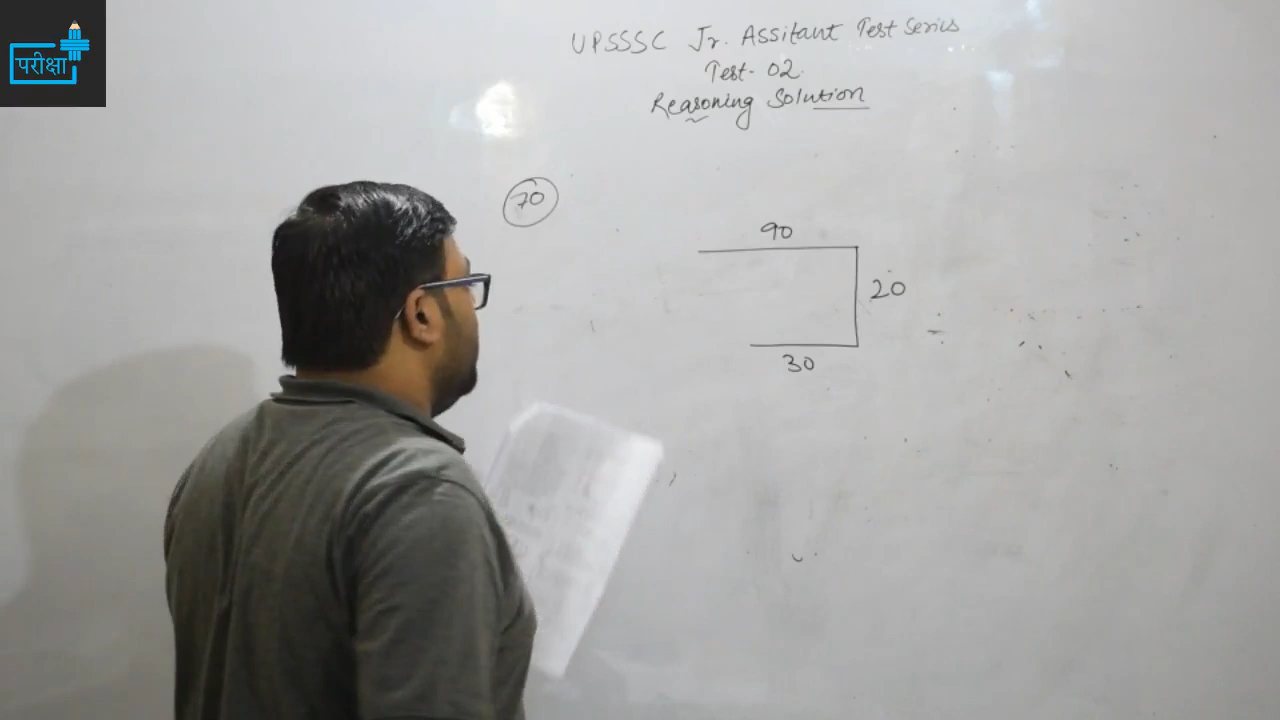 परीक्षा
UPSSSC Jr. Assitant Test Series
Test-02.
Reasoning Solution
70
90
20
30